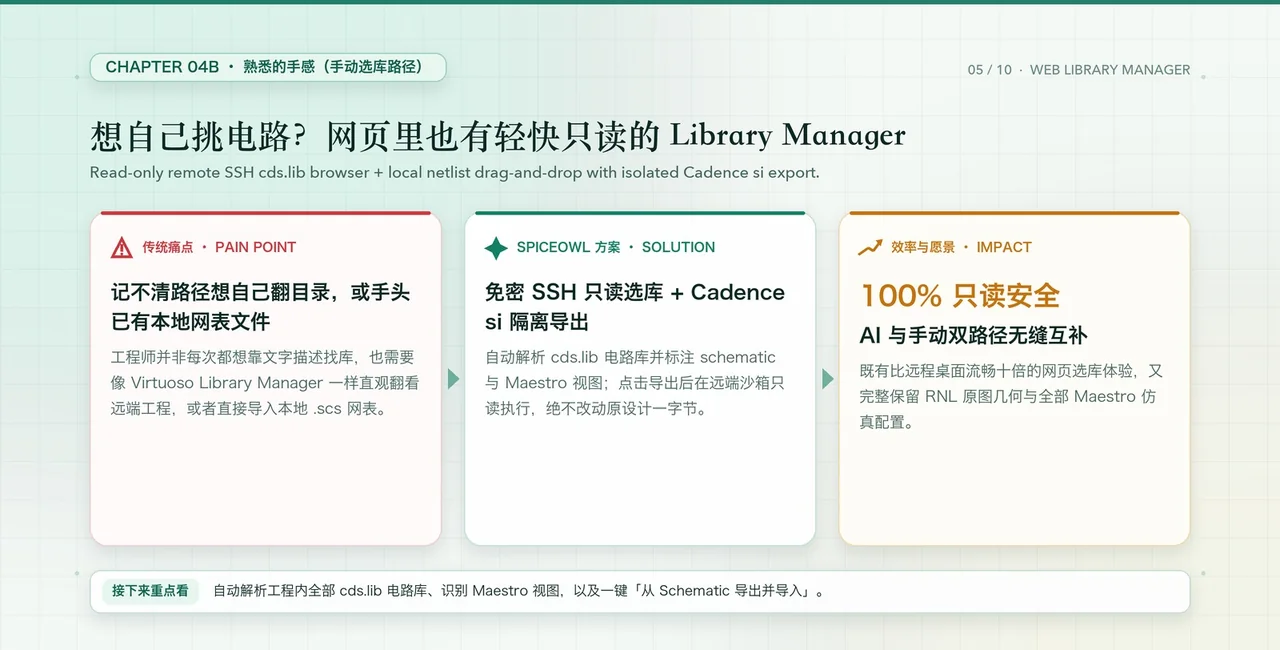 CHAPTER 04B • 熟悉的手感（手动选库路径）
05 / 10 · WEB LIBRARY MANAGER
想自己挑电路？网页里也有轻快只读的 Library Manager
Read-only remote SSH cds.lib browser + local netlist drag-and-drop with isolated Cadence si export.
传统痛点 • PAIN POINT
记不清路径想自己翻目录，或手头
已有本地网表文件
工程师并非每次都想靠文字描述找库，也需要
像 Virtuoso Library Manager 一样直观翻看
远端工程，或者直接导入本地 .scs 网表。
SPICEOWL 方案 • SOLUTION
免密 SSH 只读选库 + Cadence
si 隔离导出
自动解析 cds.lib 电路库并标注 schematic
与 Maestro 视图；点击导出后在远端沙箱只
读执行，绝不改动原设计一字节。
效率与愿景 • IMPACT
100% 只读安全
AI 与手动双路径无缝互补
既有比远程桌面流畅十倍的网页选库体验，又
完整保留 RNL 原图几何与全部 Maestro 仿
真配置。
接下来重点看
自动解析工程内全部 cds.lib 电路库、识别 Maestro 视图，以及一键「从 Schematic 导出并导入」。